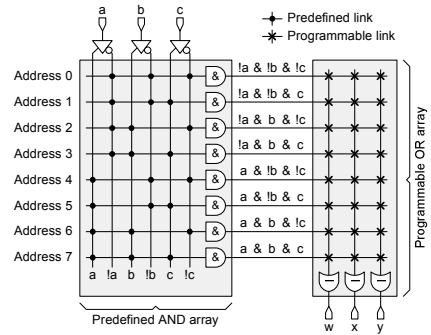 a b c
Predefined link
Programmable link
Address 0 & !a & !b & !c
Address 1 & !a & !b & c
Address 2 & !a & b & !c
Address 3 & !a & b & c
Address 4 & a & !b & !c
Address 5 & a & !b & c
Address 6 & a & b & !c
Address 7 & a & b & c
a !a b !b c !c
Predefined AND array
w x y
Programmable OR array